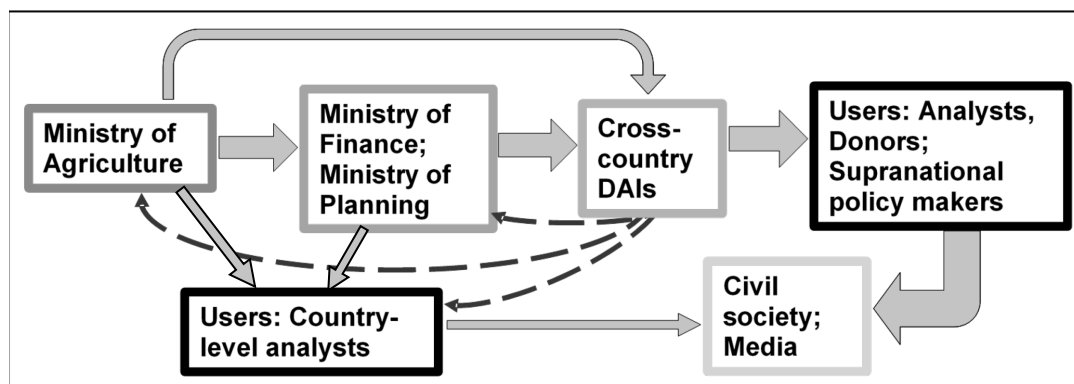 Ministry of
Agriculture
Ministry of
Finance;
Ministry of
Planning
Cross-
country
DAIs
Users: Analysts,
Donors;
Supranational
policy makers
Users: Country-
level analysts
Civil
society;
Media